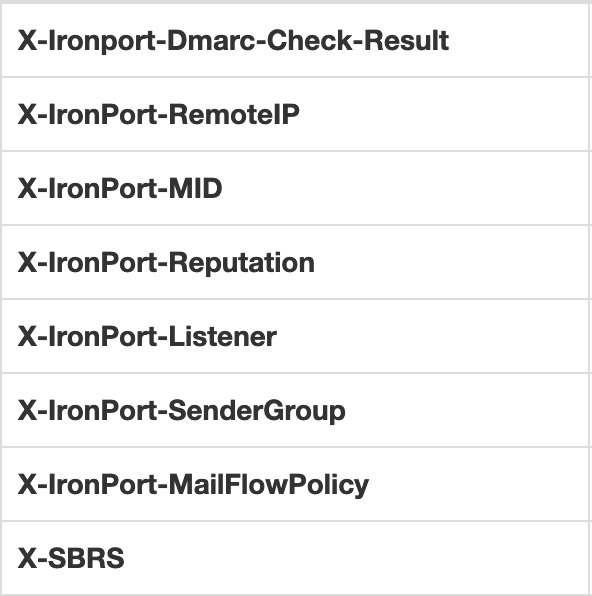 X-Ironport-Dmarc-Check-Result
X-IronPort-RemoteIP
X-IronPort-MID
X-IronPort-Reputation
X-IronPort-Listener
X-IronPort-SenderGroup
X-IronPort-MailFlowPolicy
X-SBRS